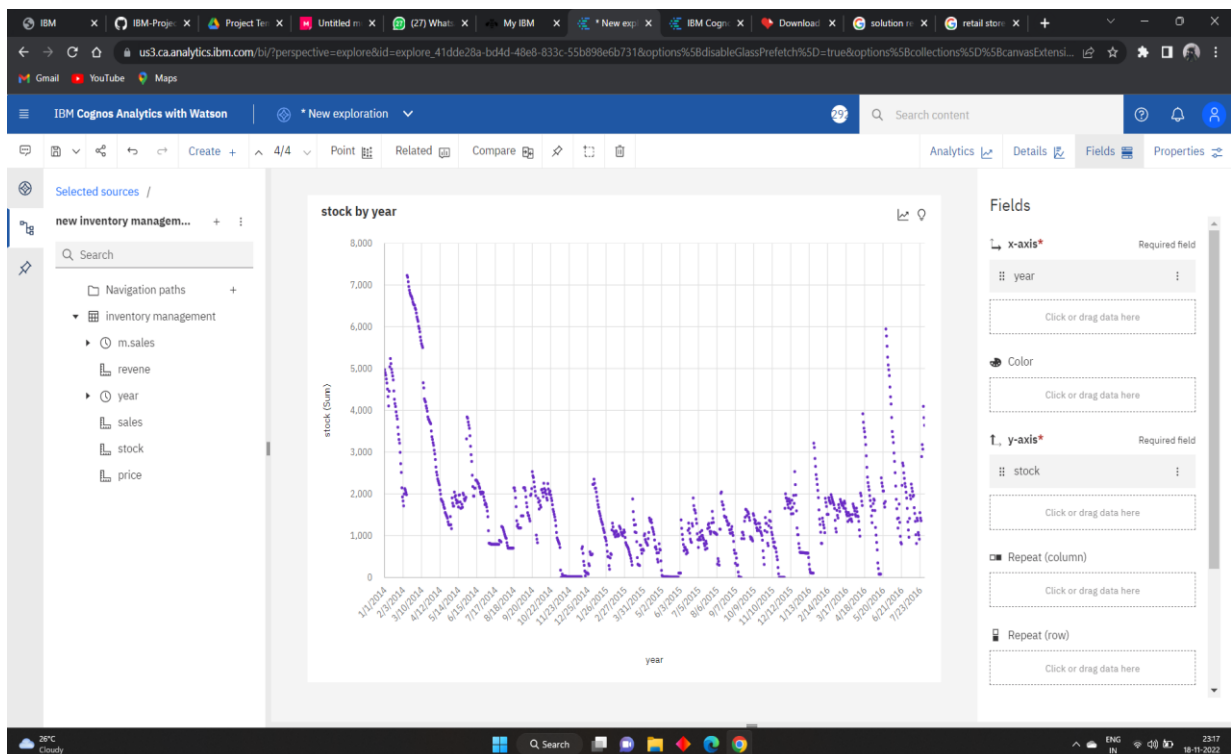 IBM
IBM-Projec
Project Ten
Untitled m
(27) Whats
My IBM
* New expl
IBM Cogn
Download
solution re
retail store
us3.ca.analytics.ibm.com/bi/?perspective=explore&id=explore_41dde28a-bd4d-48e8-833c-55b898e6b731&options%5BdisableGlassPrefetch%5D=true&options%5Bcollections%5D%5BcanvasExtensi...
Gmail YouTube Maps
IBM Cognos Analytics with Watson * New exploration Search content
Create + 4/4 Point Related Compare Analytics Details Fields Properties
Selected sources /
new inventory managem...
Search
Navigation paths
inventory management
m.sales
revene
year
sales
stock
price
stock by year
8,000
7,000
6,000
5,000
4,000
3,000
2,000
1,000
0
stock (Sum)
1/1/2014 2/3/2014 3/10/2014 4/12/2014 5/14/2014 6/15/2014 7/17/2014 8/18/2014 9/20/2014 10/22/2014 11/23/2014 12/25/2014 1/26/2015 2/27/2015 3/31/2015 5/2/2015 6/3/2015 7/5/2015 8/6/2015 9/7/2015 10/9/2015 11/10/2015 12/12/2015 1/13/2016 2/14/2016 3/17/2016 4/18/2016 5/20/2016 6/21/2016 7/23/2016
year
Fields
x-axis* Required field
year
Click or drag data here
Color
Click or drag data here
y-axis* Required field
stock
Click or drag data here
Repeat (column)
Click or drag data here
Repeat (row)
Click or drag data here
26°C
Cloudy
Search
ENG
IN
23:17
18-11-2022